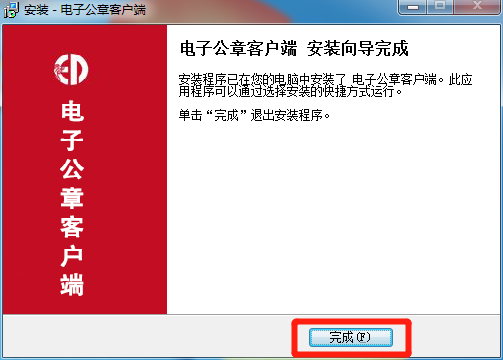 安装 - 电子公章客户端
电子公章客户端
电子公章客户端 安装向导完成
安装程序已在您的电脑中安装了 电子公章客户端。此应
用程序可以通过选择安装的快捷方式运行。
单击“完成”退出安装程序。
完成(F)